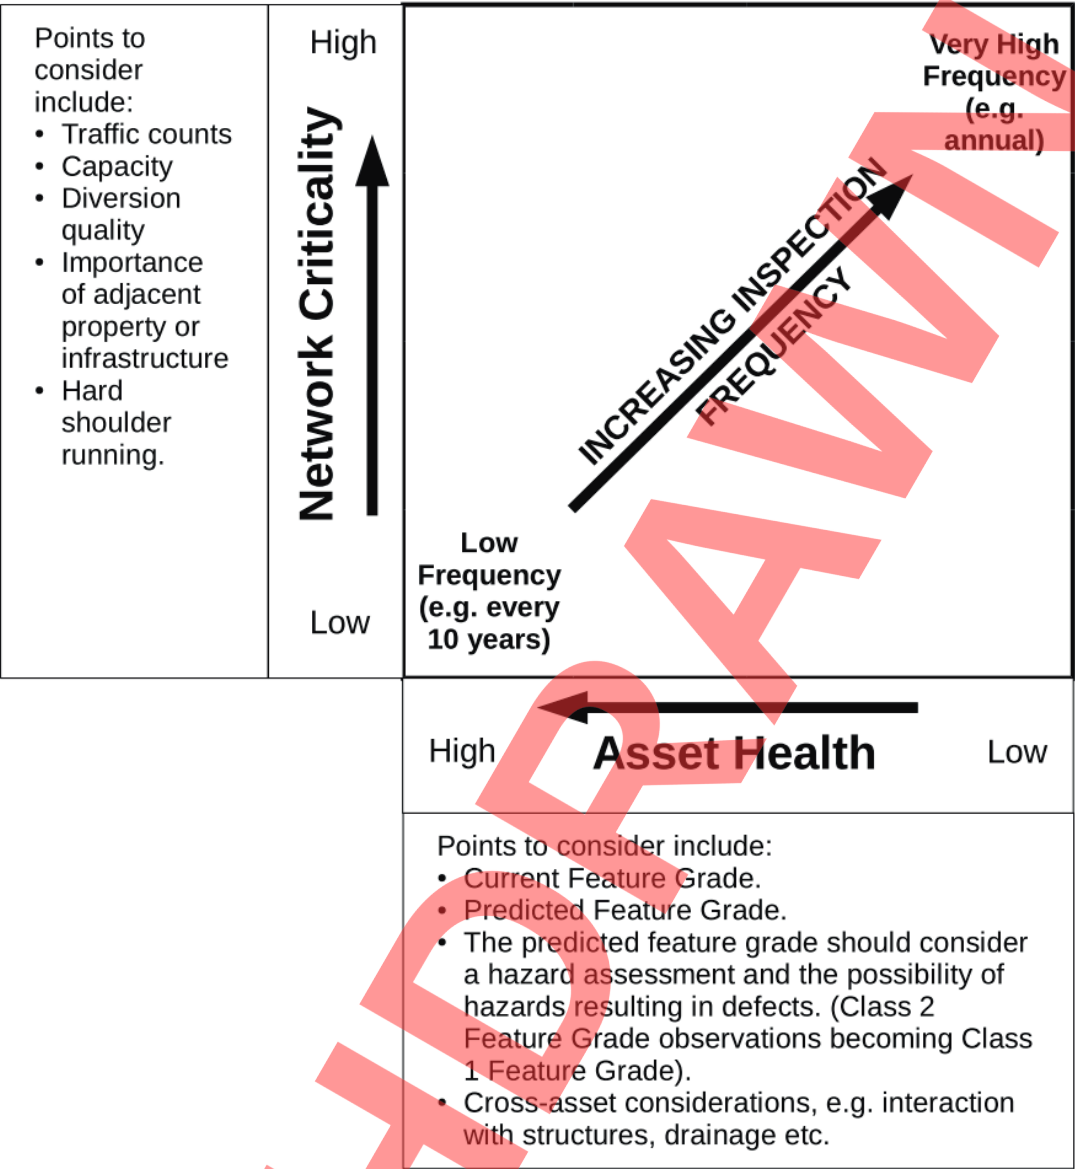 Points to
consider
include:
• Traffic counts
• Capacity
• Diversion
quality
• Importance
of adjacent
property or
infrastructure
• Hard
shoulder
running.
High
Network Criticality
Low
Very High
Frequency
(e.g.
annual)
INCREASING INSPECTION
FREQUENCY
Low
Frequency
(e.g. every
10 years)
High
Asset Health
Low
Points to consider include:
• Current Feature Grade.
• Predicted Feature Grade.
• The predicted feature grade should consider
a hazard assessment and the possibility of
hazards resulting in defects. (Class 2
Feature Grade observations becoming Class
1 Feature Grade).
• Cross-asset considerations, e.g. interaction
with structures, drainage etc.
HDRAWN